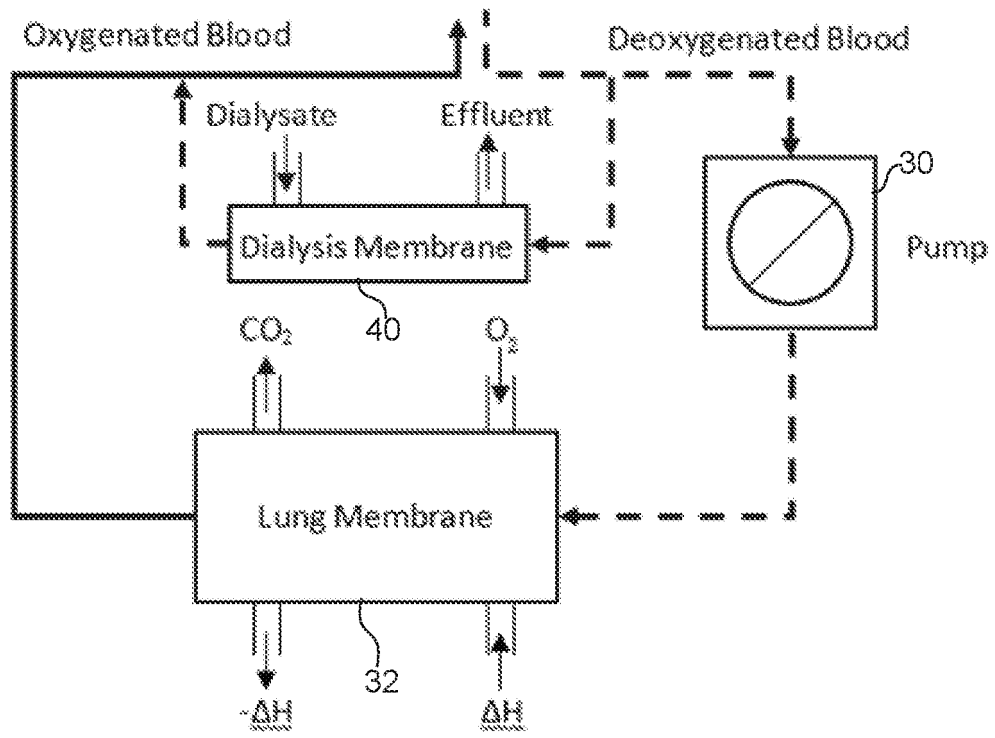 Oxygenated Blood
Deoxygenated Blood
Dialysate
Effluent
30
Dialysis Membrane
Pump
40
CO₂
O₂
Lung Membrane
32
-ΔH
ΔH